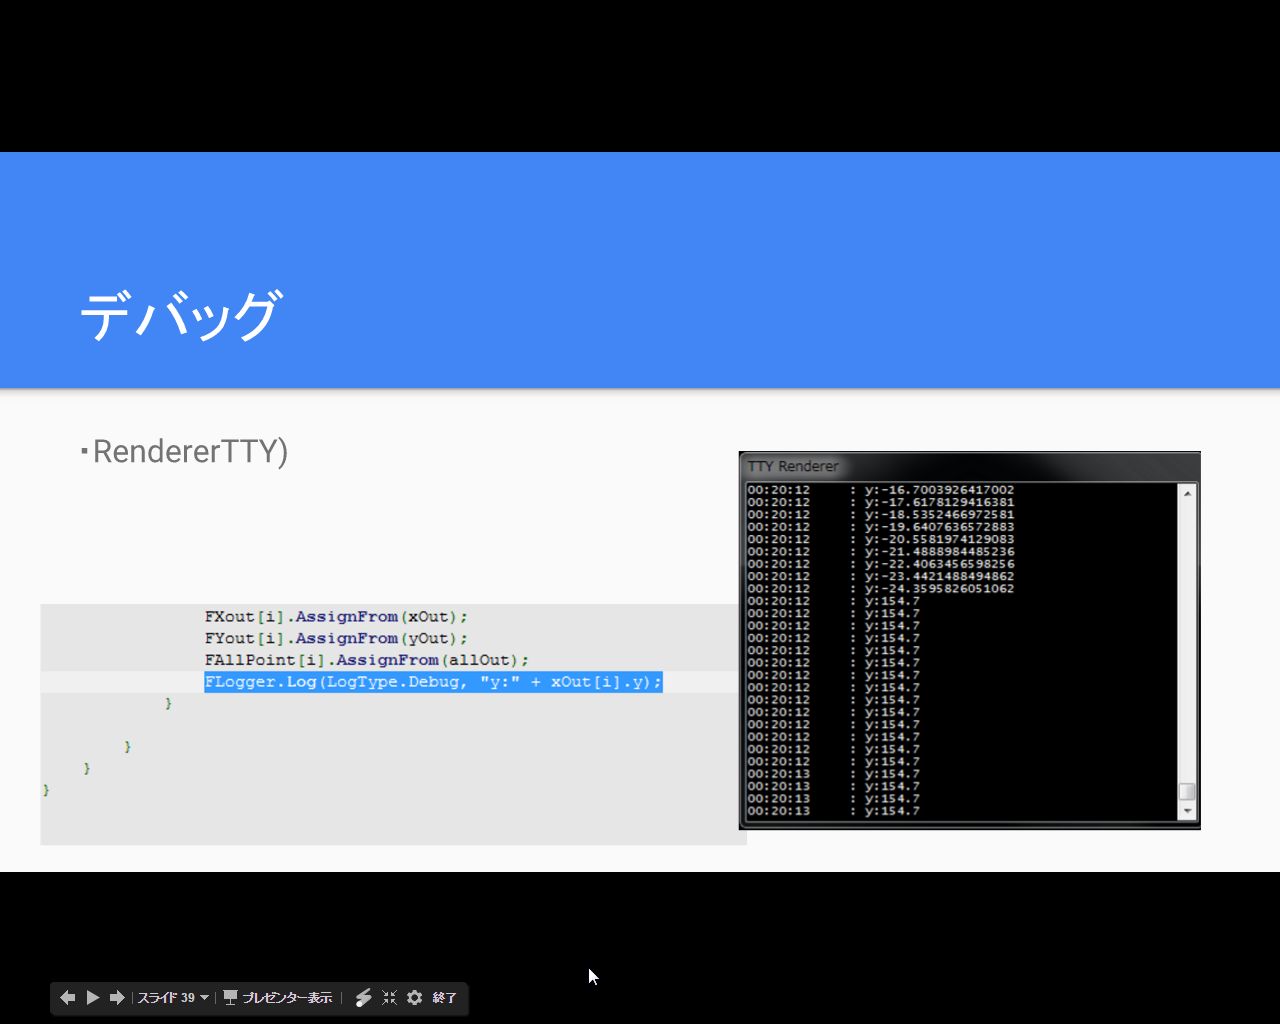 デバッグ
・RendererTTY)
FXout[i].AssignFrom(xOut);
FYout[i].AssignFrom(yOut);
FAllPoint[i].AssignFrom(allOut);
FLogger.Log(LogType.Debug, "y:" + xOut[i].y);
}
}
}
}
TTY Renderer
00:20:12 : y:-16.7003926417002
00:20:12 : y:-17.6178129416381
00:20:12 : y:-18.5352466972581
00:20:12 : y:-19.6407636572883
00:20:12 : y:-20.5581974129083
00:20:12 : y:-21.4888984485236
00:20:12 : y:-22.4063456598256
00:20:12 : y:-23.4421488494862
00:20:12 : y:-24.3595826051062
00:20:12 : y:154.7
00:20:12 : y:154.7
00:20:12 : y:154.7
00:20:12 : y:154.7
00:20:12 : y:154.7
00:20:12 : y:154.7
00:20:12 : y:154.7
00:20:12 : y:154.7
00:20:12 : y:154.7
00:20:12 : y:154.7
00:20:12 : y:154.7
00:20:12 : y:154.7
00:20:12 : y:154.7
00:20:12 : y:154.7
00:20:13 : y:154.7
00:20:13 : y:154.7
00:20:13 : y:154.7
00:20:13 : y:154.7
スライド 39
プレゼンター表示
終了